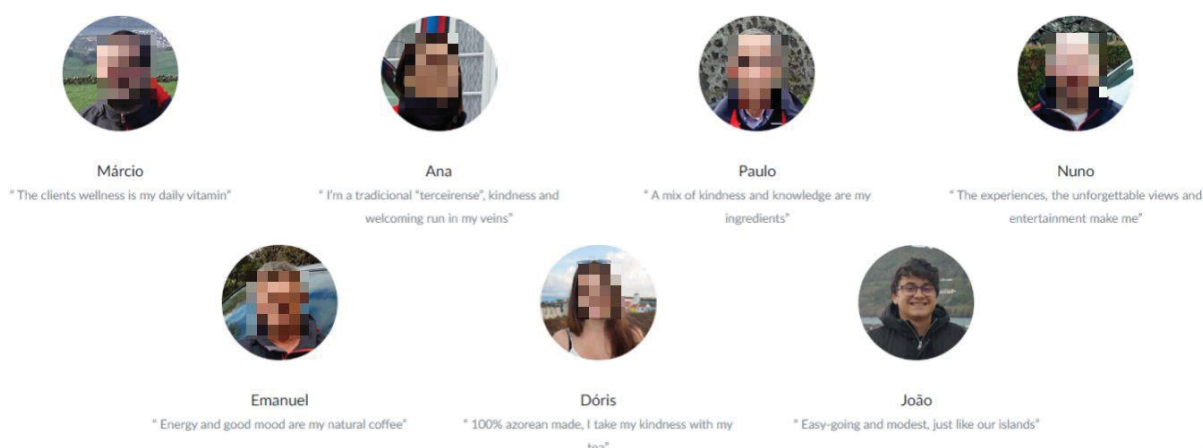 Márcio
“ The clients wellness is my daily vitamin”
Ana
“ I’m a tradicional “terceirense”, kindness and
welcoming run in my veins”
Paulo
“ A mix of kindness and knowledge are my
ingredients”
Nuno
“ The experiences, the unforgettable views and
entertainment make me”
Emanuel
“ Energy and good mood are my natural coffee”
Dóris
“ 100% azorean made, I take my kindness with my
tea”
João
“ Easy-going and modest, just like our islands”